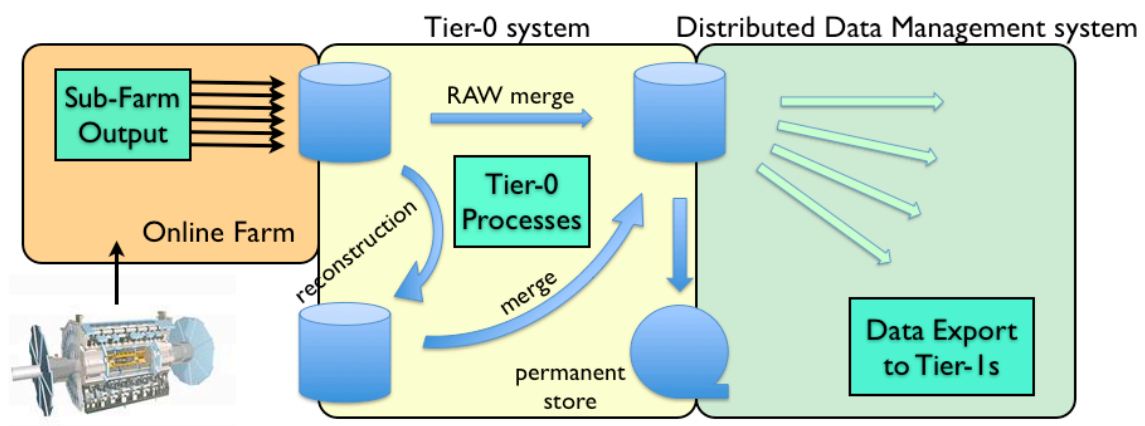 Tier-0 system
Distributed Data Management system
Sub-Farm
Output
RAW merge
Tier-0
Processes
Online Farm
reconstruction
merge
permanent
store
Data Export
to Tier-1s